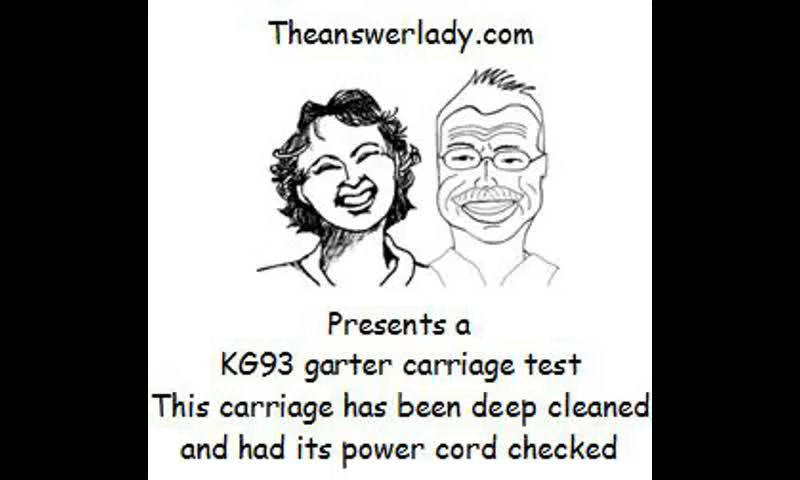 Theanswerlady.com
Presents a
KG93 garter carriage test
This carriage has been deep cleaned
and had its power cord checked